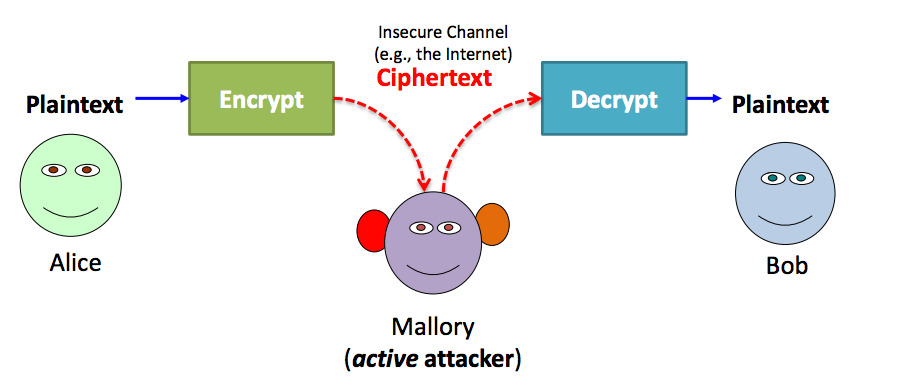 Insecure Channel
(e.g., the Internet)
Ciphertext
Plaintext
Encrypt
Decrypt
Plaintext
Alice
Bob
Mallory
(active attacker)